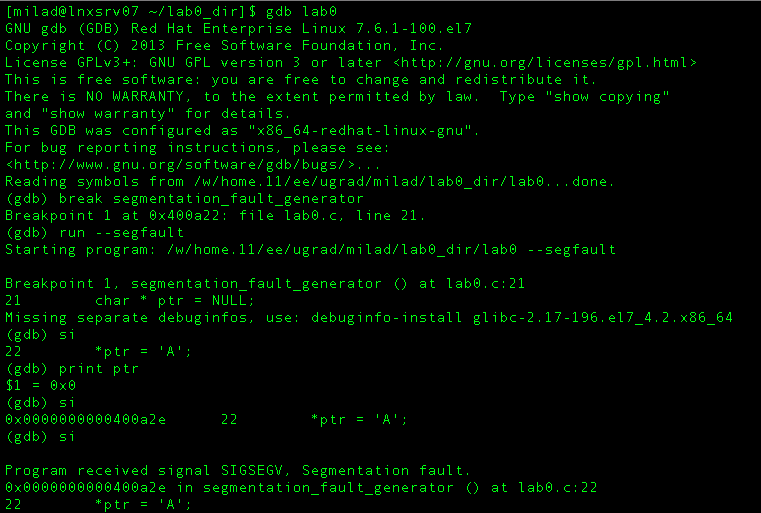 [milad@lnxsrv07 ~/lab0_dir]$ gdb lab0
GNU gdb (GDB) Red Hat Enterprise Linux 7.6.1-100.el7
Copyright (C) 2013 Free Software Foundation, Inc.
License GPLv3+: GNU GPL version 3 or later <http://gnu.org/licenses/gpl.html>
This is free software: you are free to change and redistribute it.
There is NO WARRANTY, to the extent permitted by law.  Type "show copying"
and "show warranty" for details.
This GDB was configured as "x86_64-redhat-linux-gnu".
For bug reporting instructions, please see:
<http://www.gnu.org/software/gdb/bugs/>...
Reading symbols from /w/home.11/ee/ugrad/milad/lab0_dir/lab0...done.
(gdb) break segmentation_fault_generator
Breakpoint 1 at 0x400a22: file lab0.c, line 21.
(gdb) run --segfault
Starting program: /w/home.11/ee/ugrad/milad/lab0_dir/lab0 --segfault

Breakpoint 1, segmentation_fault_generator () at lab0.c:21
21        char * ptr = NULL;
Missing separate debuginfos, use: debuginfo-install glibc-2.17-196.el7_4.2.x86_64
(gdb) si
22        *ptr = 'A';
(gdb) print ptr
$1 = 0x0
(gdb) si
0x0000000000400a2e      22        *ptr = 'A';
(gdb) si

Program received signal SIGSEGV, Segmentation fault.
0x0000000000400a2e in segmentation_fault_generator () at lab0.c:22
22        *ptr = 'A';